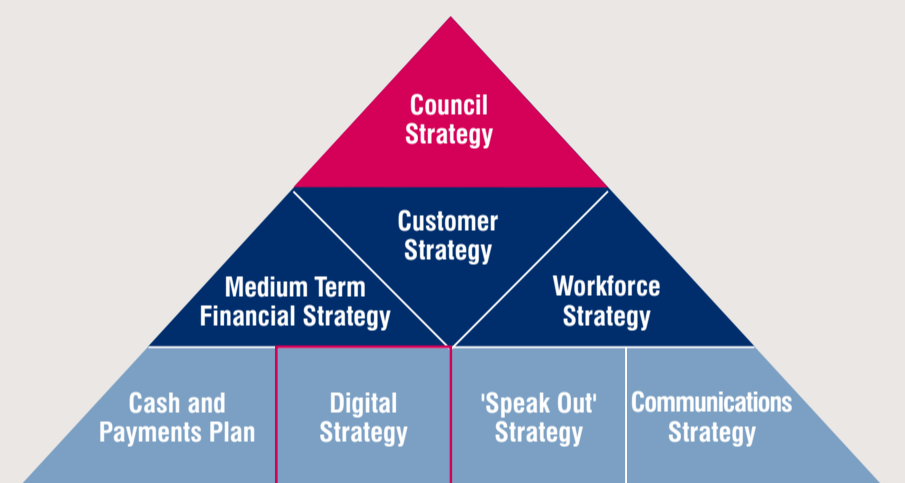 Council
Strategy
Customer
Strategy
Medium Term
Financial Strategy
Workforce
Strategy
Cash and
Payments Plan
Digital
Strategy
'Speak Out'
Strategy
Communications
Strategy